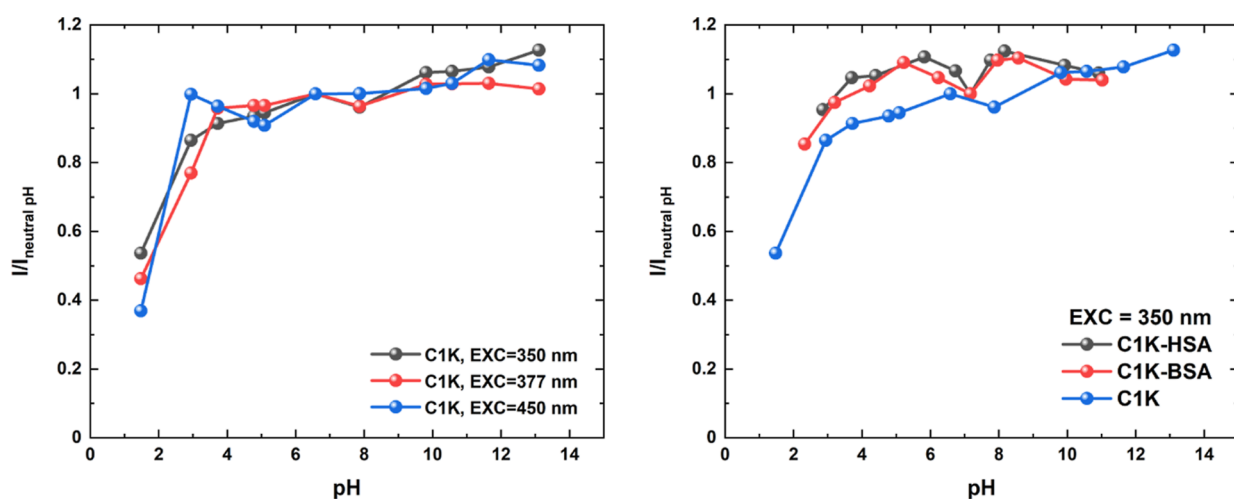 1.2
1
0.8
0.6
0.4
0.2
0
0 2 4 6 8 10 12 14
I/I neutral pH
pH
C1K, EXC=350 nm
C1K, EXC=377 nm
C1K, EXC=450 nm
1.2
1
0.8
0.6
0.4
0.2
0
0 2 4 6 8 10 12 14
I/I neutral pH
pH
EXC = 350 nm
C1K-HSA
C1K-BSA
C1K